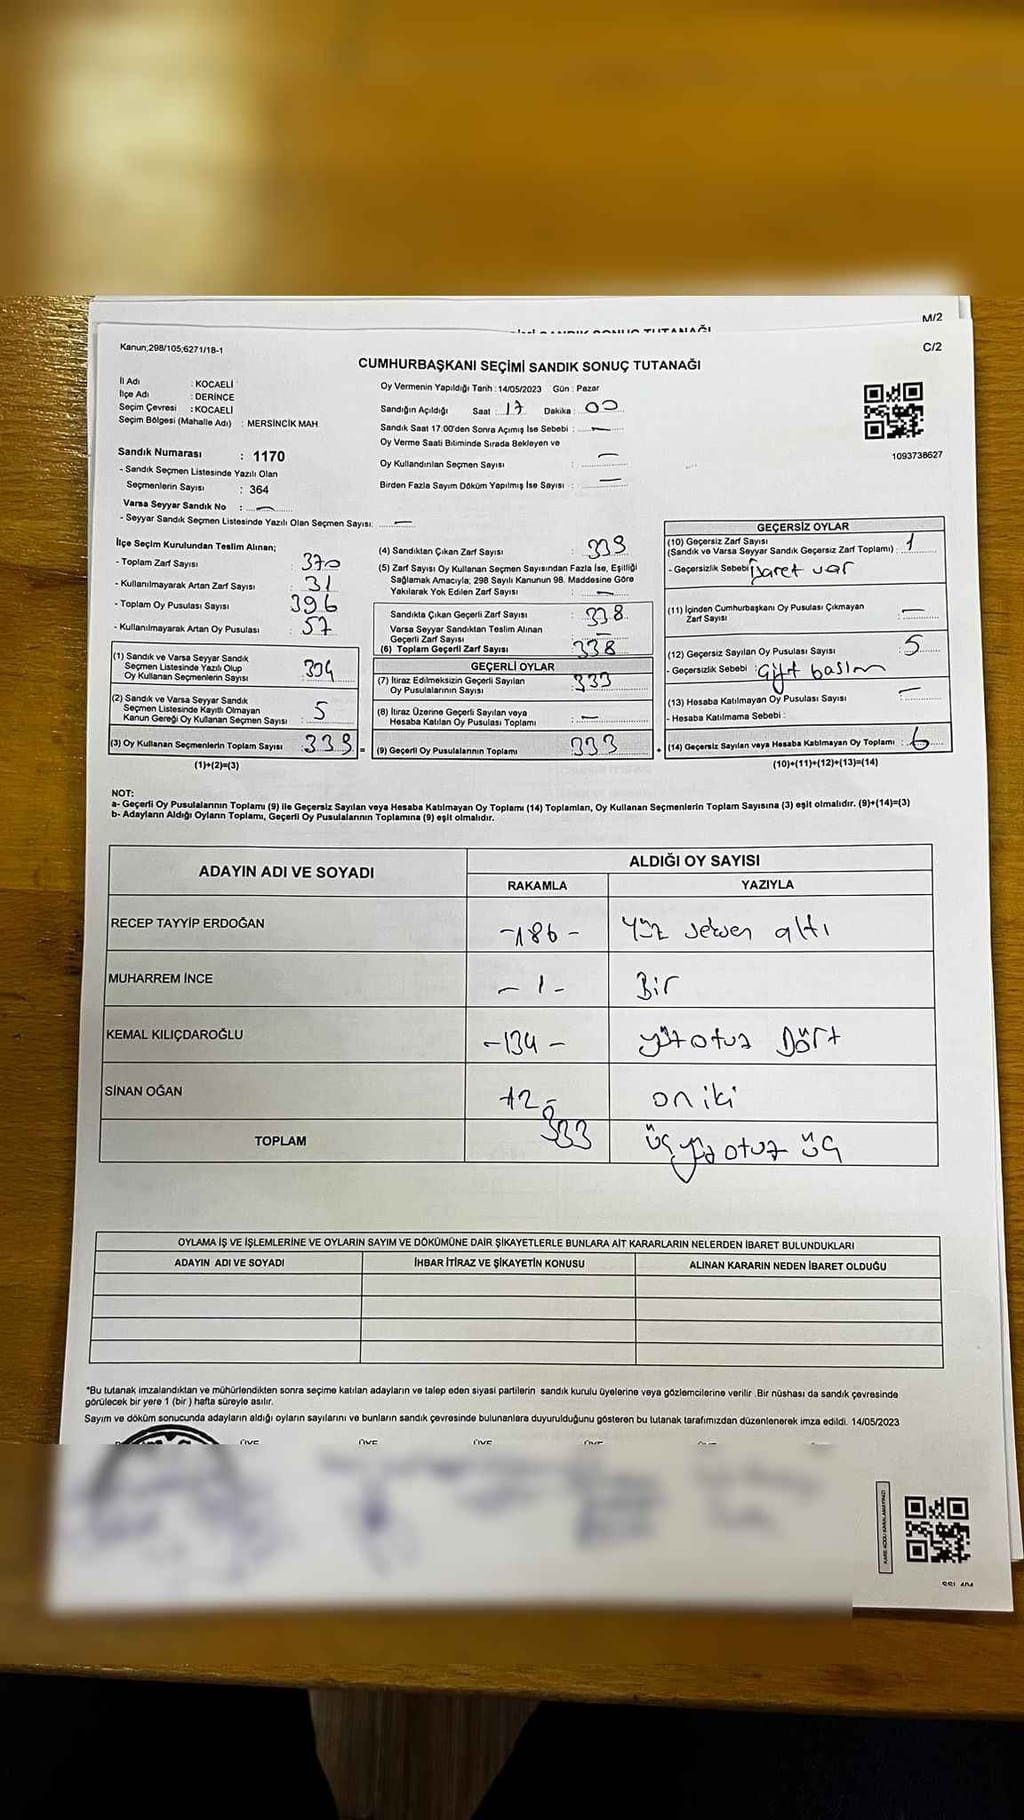 M/2
C/2
Kanun;298/105;6271/18-1
CUMHURBAŞKANI SEÇİMİ SANDIK SONUÇ TUTANAĞI
İl Adı : KOCAELİ
İlçe Adı : DERİNCE
Seçim Çevresi : KOCAELİ
Seçim Bölgesi (Mahalle Adı) : MERSİNCİK MAH
Sandık Numarası : 1170
- Sandık Seçmen Listesinde Yazılı Olan
Seçmenlerin Sayısı : 364
Varsa Seyyar Sandık No : —
- Seyyar Sandık Seçmen Listesinde Yazılı Olan Seçmen Sayısı: —
Oy Vermenin Yapıldığı Tarih : 14/05/2023 Gün : Pazar
Sandığın Açıldığı Saat : 17 Dakika : 00
Sandık Saat 17:00'den Sonra Açımış İse Sebebi : —
Oy Verme Saati Bitiminde Sırada Bekleyen ve
Oy Kullandırılan Seçmen Sayısı : —
Birden Fazla Sayım Döküm Yapılmış İse Sayısı : —
1093738627
İlçe Seçim Kurulundan Teslim Alınan;
- Toplam Zarf Sayısı : 370
- Kullanılmayarak Artan Zarf Sayısı : 31
- Toplam Oy Pusulası Sayısı : 396
- Kullanılmayarak Artan Oy Pusulası : 57
(1) Sandık ve Varsa Seyyar Sandık
Seçmen Listesinde Yazılı Olup
Oy Kullanan Seçmenlerin Sayısı : 334
(2) Sandık ve Varsa Seyyar Sandık
Seçmen Listesinde Kayıtlı Olmayan
Kanun Gereği Oy Kullanan Seçmen Sayısı : 5
(3) Oy Kullanan Seçmenlerin Toplam Sayısı : 339 =
(1)+(2)=(3)
(4) Sandıktan Çıkan Zarf Sayısı : 339
(5) Zarf Sayısı Oy Kullanan Seçmen Sayısından Fazla İse, Eşitliği
Sağlamak Amacıyla; 298 Sayılı Kanunun 98. Maddesine Göre
Yakılarak Yok Edilen Zarf Sayısı : —
Sandıkta Çıkan Geçerli Zarf Sayısı : 338
Varsa Seyyar Sandıktan Teslim Alınan
Geçerli Zarf Sayısı : —
(6) Toplam Geçerli Zarf Sayısı : 338
GEÇERLİ OYLAR
(7) İtiraz Edilmeksizin Geçerli Sayılan
Oy Pusulalarının Sayısı : 333
(8) İtiraz Üzerine Geçerli Sayılan ve
Hesaba Katılan Oy Pusulası Toplamı : —
(9) Geçerli Oy Pusulalarının Toplamı : 333 +
GEÇERSİZ OYLAR
(10) Geçersiz Zarf Sayısı
(Sandık ve Varsa Seyyar Sandık Geçersiz Zarf Toplamı) : 1
- Geçersizlik Sebebi : İşaret var
(11) İçinden Cumhurbaşkanı Oy Pusulası Çıkmayan
Zarf Sayısı : —
(12) Geçersiz Sayılan Oy Pusulası Sayısı : 5
- Geçersizlik Sebebi : Çift basım
(13) Hesaba Katılmayan Oy Pusulası Sayısı : —
- Hesaba Katılmama Sebebi :
(14) Geçersiz Sayılan veya Hesaba Katılmayan Oy Toplamı : 6
(10)+(11)+(12)+(13)=(14)
NOT:
a- Geçerli Oy Pusulalarının Toplamı (9) ile Geçersiz Sayılan veya Hesaba Katılmayan Oy Toplamı (14) Toplamları, Oy Kullanan Seçmenlerin Toplam Sayısına (3) eşit olmalıdır. (9)+(14)=(3)
b- Adayların Aldığı Oyların Toplamı, Geçerli Oy Pusulalarının Toplamına (9) eşit olmalıdır.
ADAYIN ADI VE SOYADI
ALDIĞI OY SAYISI
RAKAMLA YAZIYLA
RECEP TAYYİP ERDOĞAN -186- Yüz seksen altı
MUHARREM İNCE -1- Bir
KEMAL KILIÇDAROĞLU -134- yüz otuz Dört
SİNAN OĞAN 12- on iki
TOPLAM 333 üç yüz otuz üç
OYLAMA İŞ VE İŞLEMLERİNE VE OYLARIN SAYIM VE DÖKÜMÜNE DAİR ŞİKAYETLERLE BUNLARA AİT KARARLARIN NELERDEN İBARET BULUNDUKLARI
ADAYIN ADI VE SOYADI İHBAR İTİRAZ VE ŞİKAYETİN KONUSU ALINAN KARARIN NEDEN İBARET OLDUĞU
*Bu tutanak imzalandıktan ve mühürlendikten sonra seçime katılan adayların ve talep eden siyasi partilerin sandık kurulu üyelerine veya gözlemcilerine verilir. Bir nüshası da sandık çevresinde
görülecek bir yere 1 (bir) hafta süreyle asılır.
Sayım ve döküm sonucunda adayların aldığı oyların sayılarını ve bunların sandık çevresinde bulunanlara duyurulduğunu gösteren bu tutanak tarafımızdan düzenlenerek imza edildi. 14/05/2023
ÜYE ÜYE ÜYE ÜYE